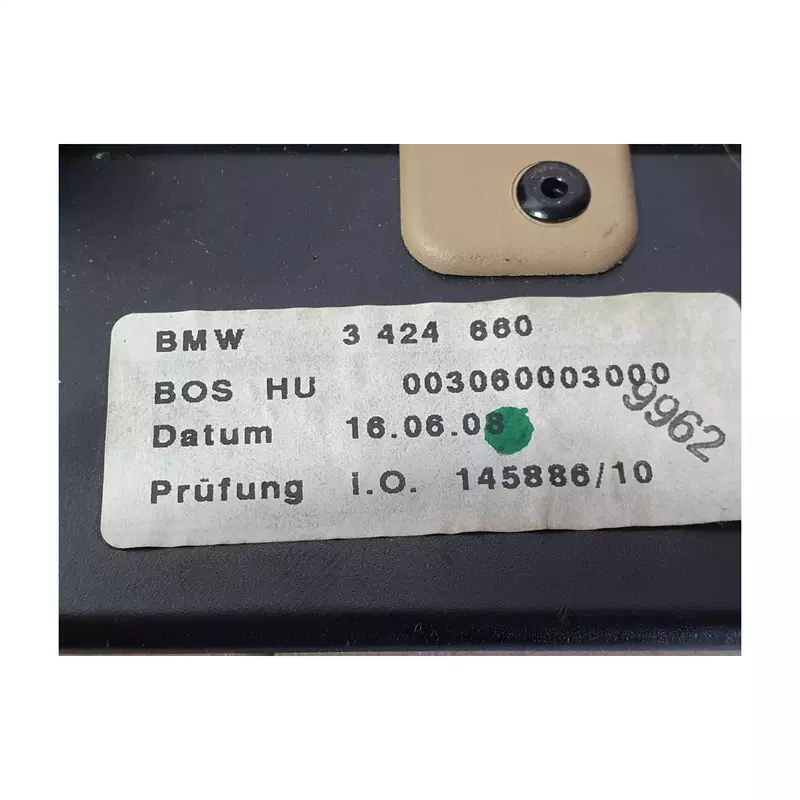 BMW 3 424 660
BOS HU 003060003000
9962
Datum 16.06.08
Prüfung i.O. 145886/10